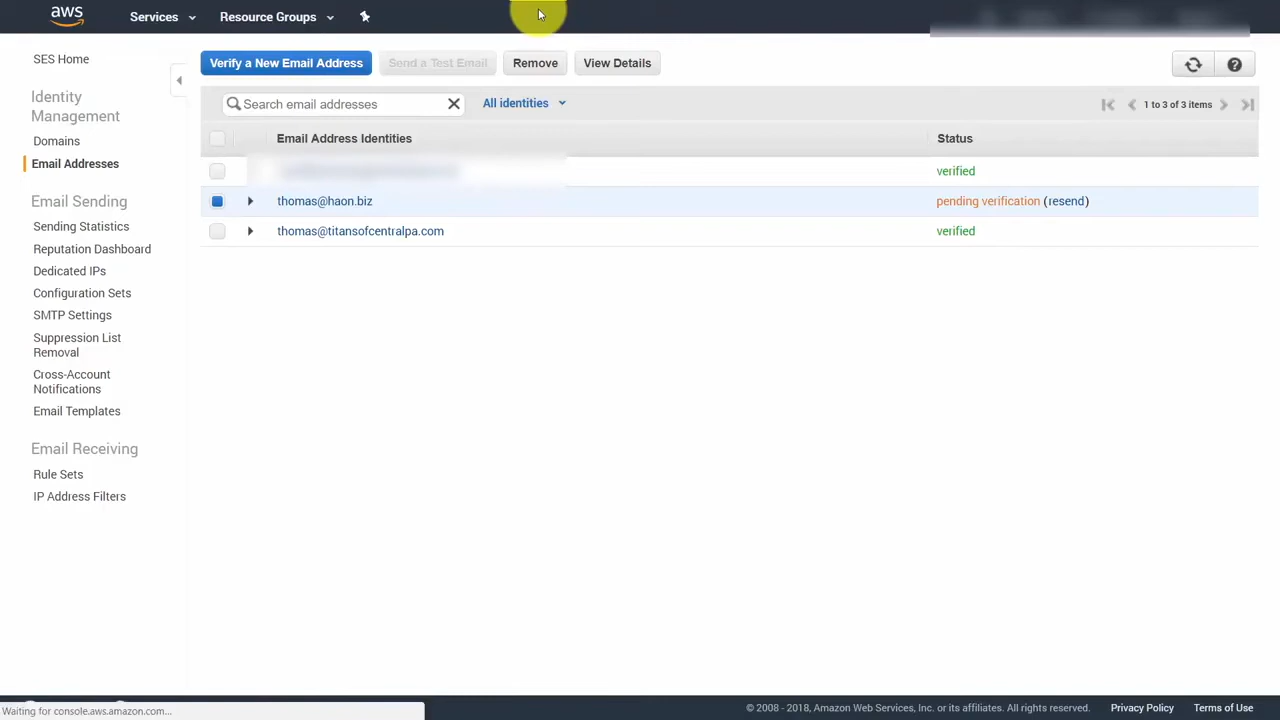 aws
Services
Resource Groups
SES Home
Identity
Management
Domains
Email Addresses
Email Sending
Sending Statistics
Reputation Dashboard
Dedicated IPs
Configuration Sets
SMTP Settings
Suppression List
Removal
Cross-Account
Notifications
Email Templates
Email Receiving
Rule Sets
IP Address Filters
Verify a New Email Address
Send a Test Email
Remove
View Details
Search email addresses
All identities
1 to 3 of 3 items
Email Address Identities
Status
verified
thomas@haon.biz
pending verification (resend)
thomas@titansofcentralpa.com
verified
Waiting for console.aws.amazon.com...
© 2008 - 2018, Amazon Web Services, Inc. or its affiliates. All rights reserved.
Privacy Policy
Terms of Use